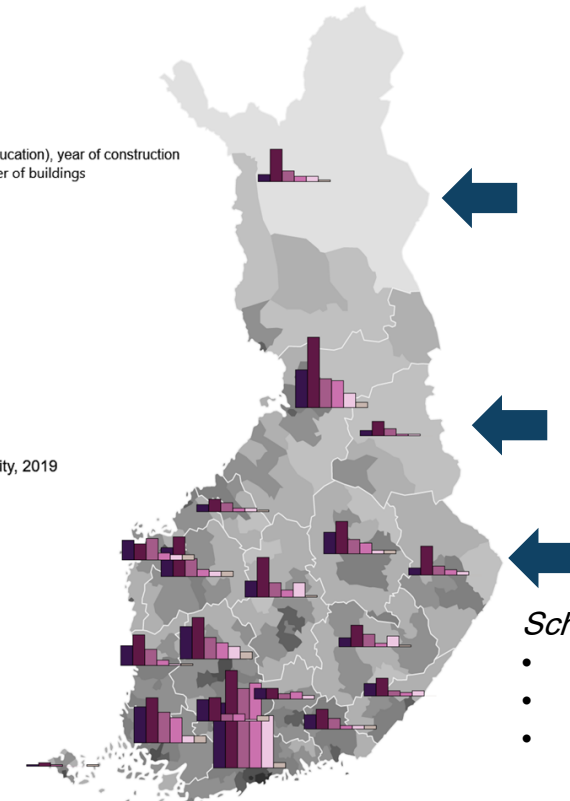 ucation), year of construction
er of buildings
ity, 2019
Sch